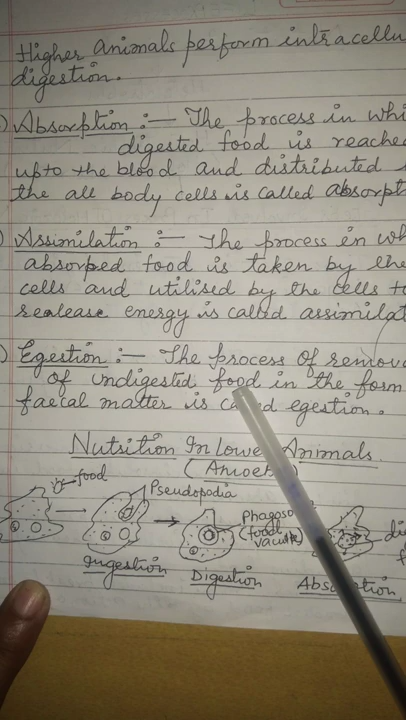 Higher animals perform intracellu
digestion.
Absorption :— The process in whi
digested food is reache
upto the blood and distributed
the all body cells is called absorpt
Assimilation :— The process in wh
absorbed food is taken by the
cells and utilised by the cells to
realease energy is called assimilat
Egestion :— The process of remov
of undigested food in the form
faecal matter is called egestion.
Nutrition In Lower Animals.
(Amoeb )
food
Pseudopodia
Phagoso
(food
vacuole)
di
Ingestion
Digestion
Absorption